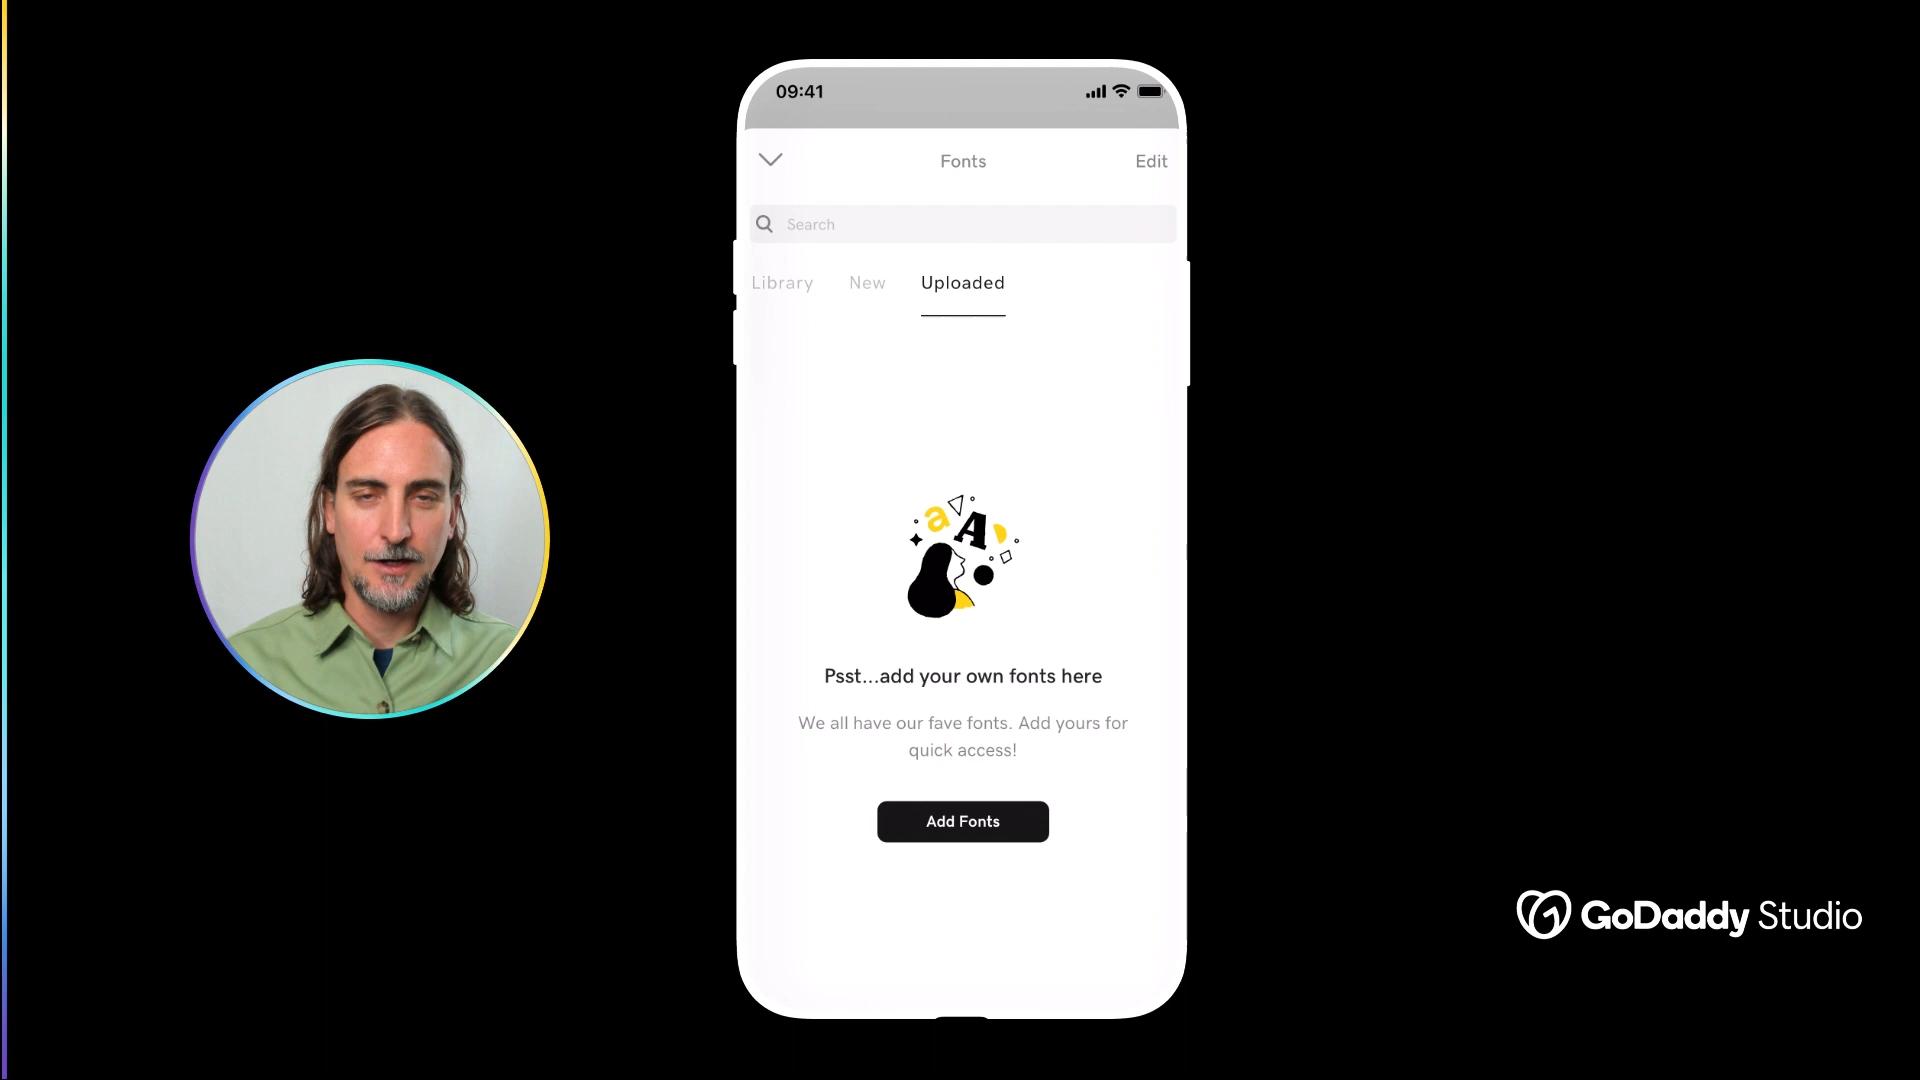 09:41
Fonts
Edit
Search
Library
New
Uploaded
a A
Psst...add your own fonts here
We all have our fave fonts. Add yours for
quick access!
Add Fonts
GoDaddy Studio